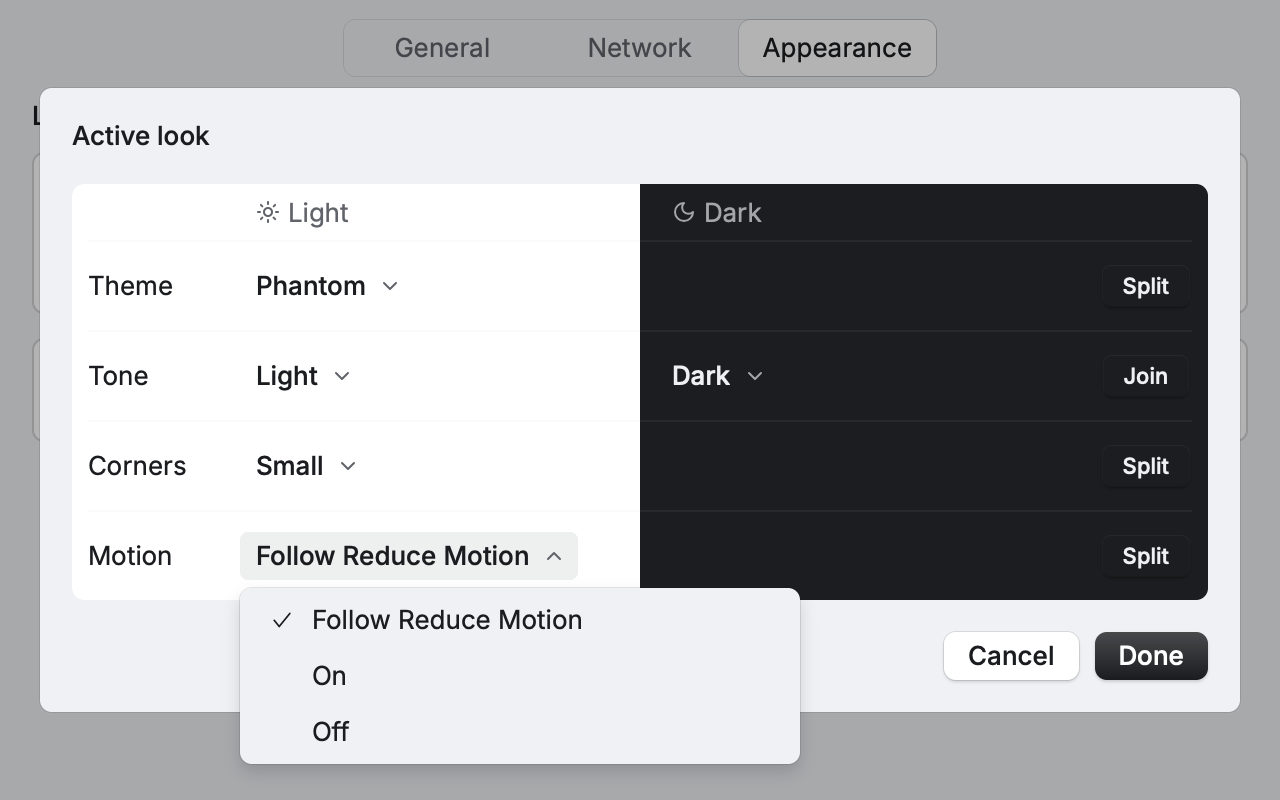 General
Network
Appearance
Active look
Light
Dark
Theme
Phantom
Split
Tone
Light
Dark
Join
Corners
Small
Split
Motion
Follow Reduce Motion
Split
Follow Reduce Motion
On
Off
Cancel
Done